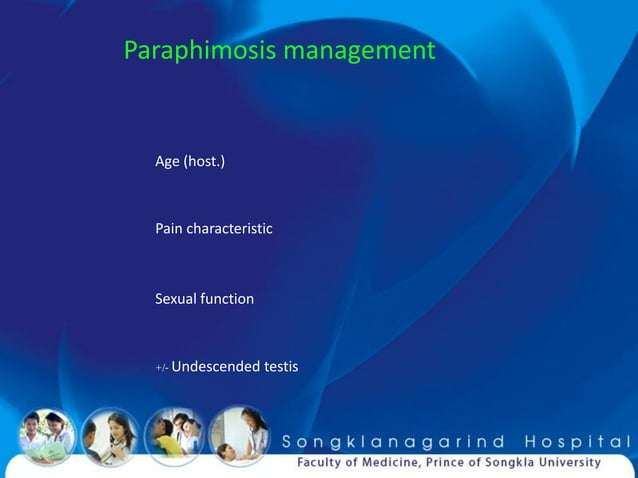 Paraphimosis management
Age (host.)
Pain characteristic
Sexual function
+/- Undescended testis
Songklanagarind Hospital
Faculty of Medicine, Prince of Songkla University